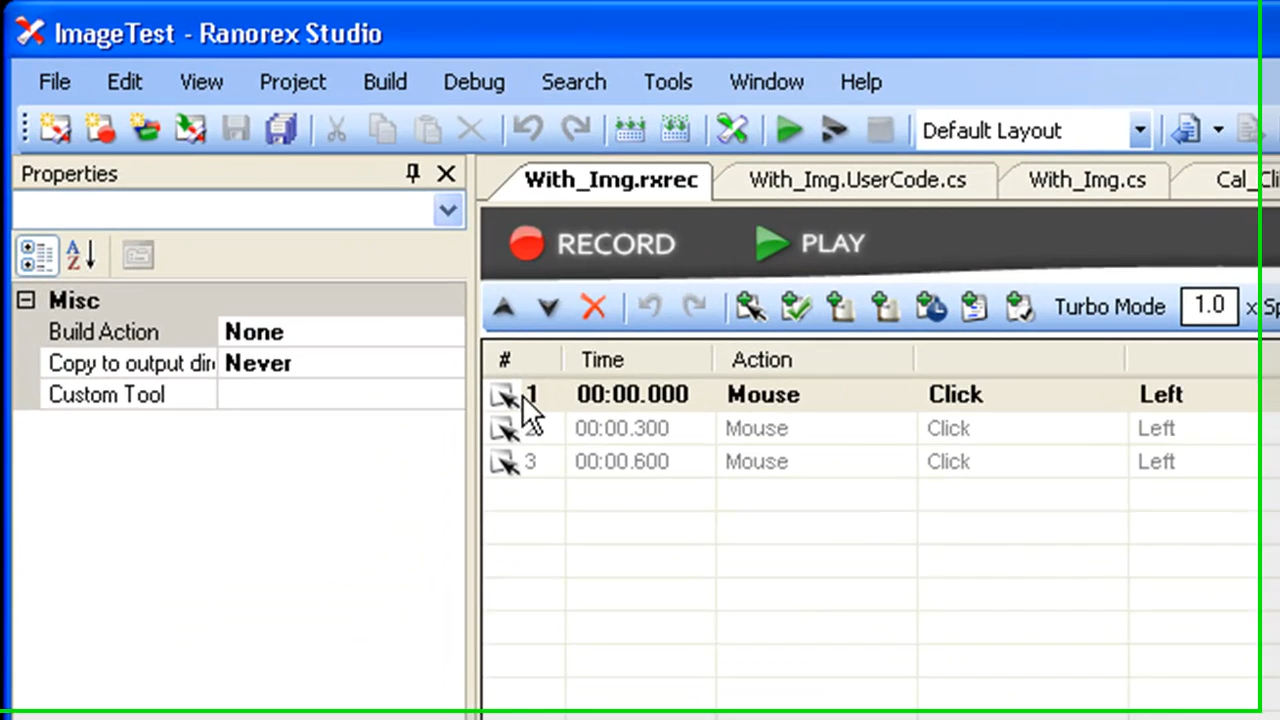 ImageTest - Ranorex Studio
File Edit View Project Build Debug Search Tools Window Help
Default Layout
Properties
With_Img.rxrec With_Img.UserCode.cs With_Img.cs Cal_Cli
RECORD PLAY
Turbo Mode 1.0 x Sp
Misc
Build Action None
Copy to output dir Never
Custom Tool
# Time Action
1 00:00.000 Mouse Click Left
00:00.300 Mouse Click Left
3 00:00.600 Mouse Click Left